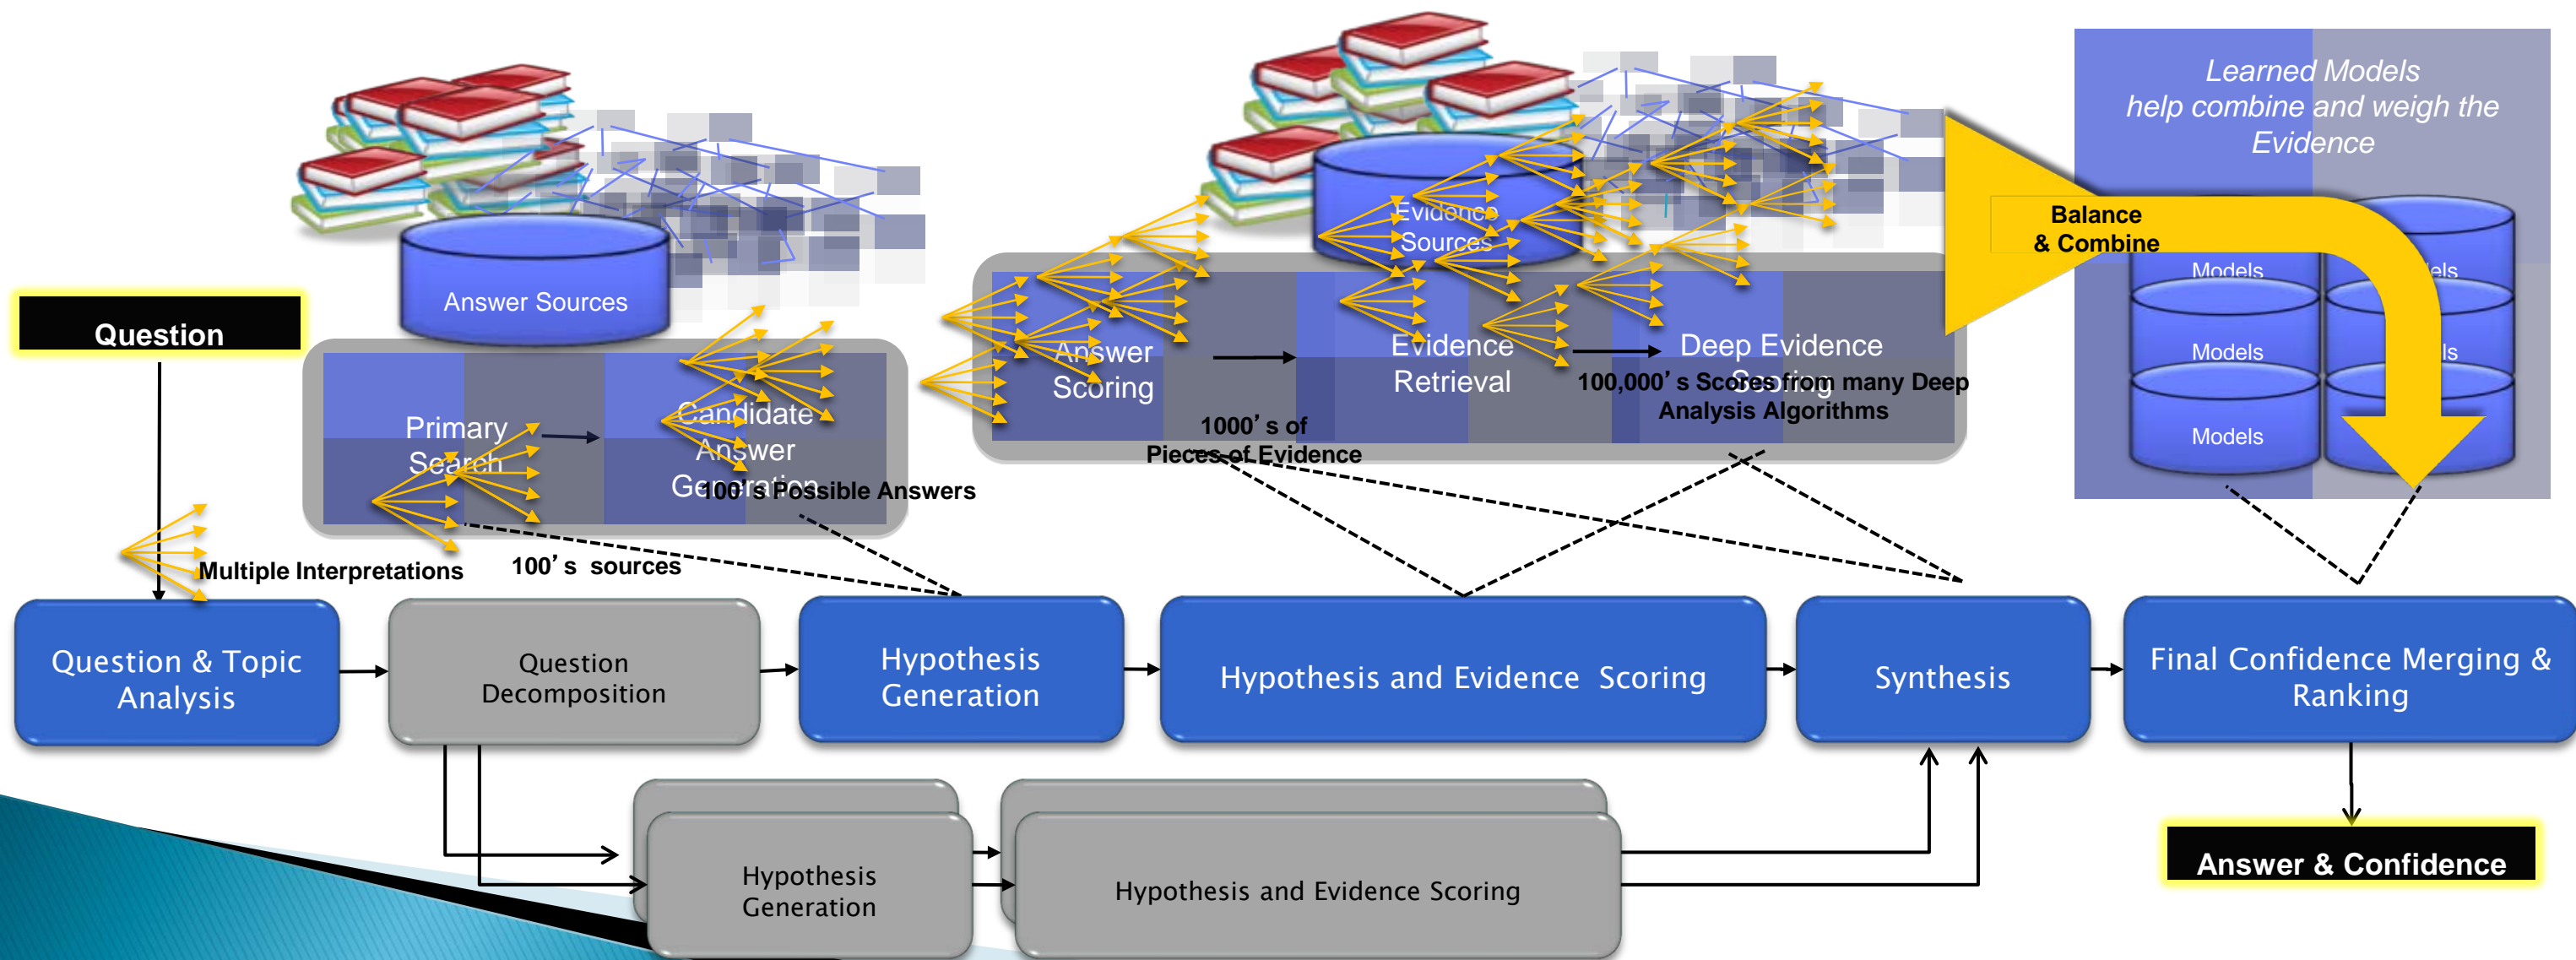 Learned Models
help combine and weigh the
Evidence
Evidence
Sources
Balance
& Combine
Answer Sources
Question
Models
Models
Models
Models
Primary
Search
Candidate
Answer
Generation
Answer
Scoring
Evidence
Retrieval
Deep Evidence
Scoring
100,000's Scores from many Deep
Analysis Algorithms
1000's of
Pieces of Evidence
100's Possible Answers
Multiple Interpretations
100's sources
Question & Topic
Analysis
Question
Decomposition
Hypothesis
Generation
Hypothesis and Evidence Scoring
Synthesis
Final Confidence Merging &
Ranking
Hypothesis
Generation
Hypothesis and Evidence Scoring
Answer & Confidence